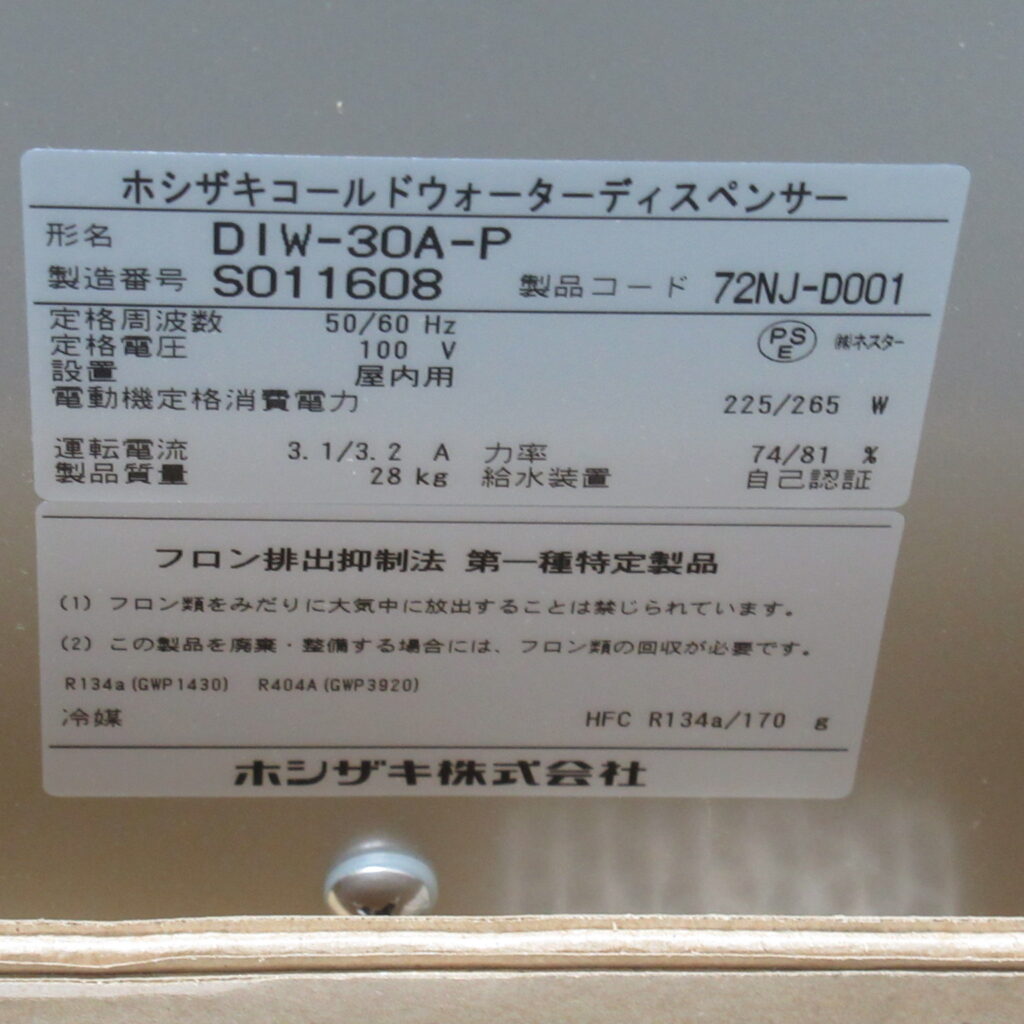 ホシザキコールドウォーターディスペンサー
形名 DIW-30A-P
製造番号 S011608 製品コード 72NJ-D001
定格周波数 50/60 Hz PSE ㈱ネスター
定格電圧 100 V
設置 屋内用
電動機定格消費電力 225/265 W
運転電流 3.1/3.2 A 力率 74/81 %
製品質量 28 kg 給水装置 自己認証
フロン排出抑制法 第一種特定製品
(1) フロン類をみだりに大気中に放出することは禁じられています。
(2) この製品を廃棄・整備する場合には、フロン類の回収が必要です。
R134a(GWP1430) R404A(GWP3920)
冷媒 HFC R134a/170 g
ホシザキ株式会社